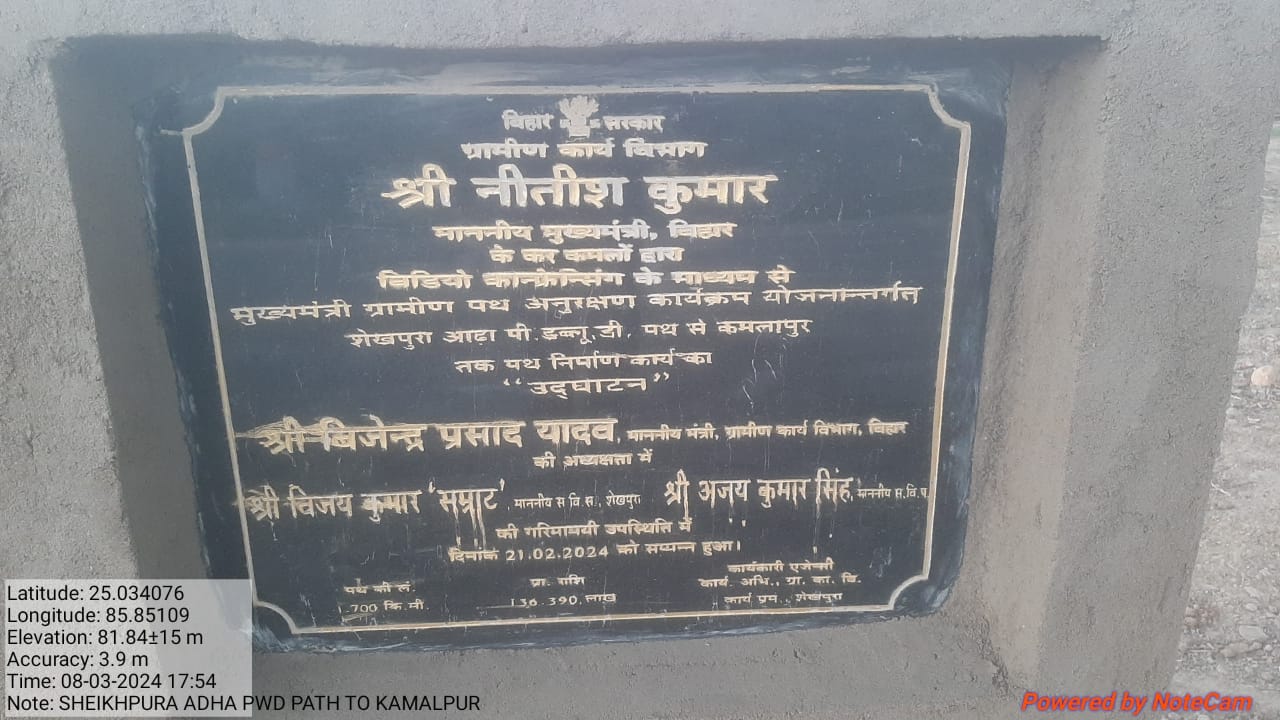 बिहार सरकार
ग्रामीण कार्य विभाग
श्री नीतीश कुमार
माननीय मुख्यमंत्री, बिहार
के कर कमलों द्वारा
विडियो कान्फ्रेन्सिंग के माध्यम से
मुख्यमंत्री ग्रामीण पथ अनुरक्षण कार्यक्रम योजनान्तर्गत
शेखपुरा आढ़ा पी.डब्लू.डी. पथ से कमलापुर
तक पथ निर्माण कार्य का
“उद्घाटन”
श्री बिजेन्द्र प्रसाद यादव, माननीय मंत्री, ग्रामीण कार्य विभाग, बिहार
की अध्यक्षता में
श्री विजय कुमार 'सम्राट', माननीय स.वि.स., शेखपुरा श्री अजय कुमार सिंह, माननीय स.वि.प.
की गरिमामयी उपस्थिति में
दिनांक 21.02.2024 को सम्पन्न हुआ।
पथ की लं. प्रा. राशि कार्यकारी एजेन्सी
1.700 कि.मी. 136.390 लाख कार्य. अभि., ग्रा. का. वि.
कार्य प्रम., शेखपुरा
Latitude: 25.034076
Longitude: 85.85109
Elevation: 81.84±15 m
Accuracy: 3.9 m
Time: 08-03-2024 17:54
Note: SHEIKHPURA ADHA PWD PATH TO KAMALPUR
Powered by NoteCam